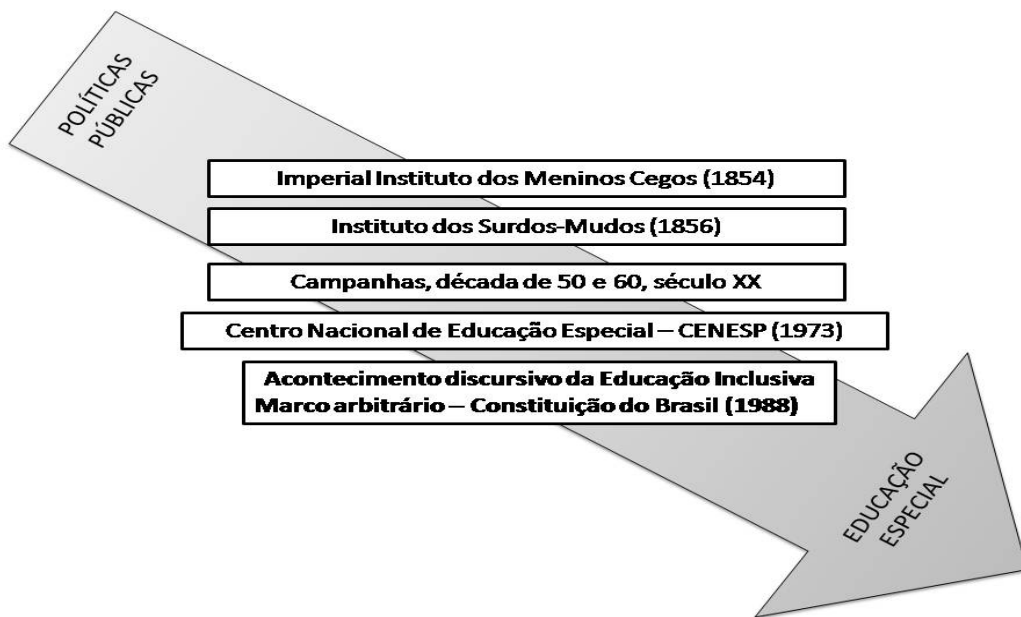 POLÍTICAS
PÚBLICAS
Imperial Instituto dos Meninos Cegos (1854)
Instituto dos Surdos-Mudos (1856)
Campanhas, década de 50 e 60, século XX
Centro Nacional de Educação Especial – CENESP (1973)
Acontecimento discursivo da Educação Inclusiva
Marco arbitrário – Constituição do Brasil (1988)
EDUCAÇÃO
ESPECIAL